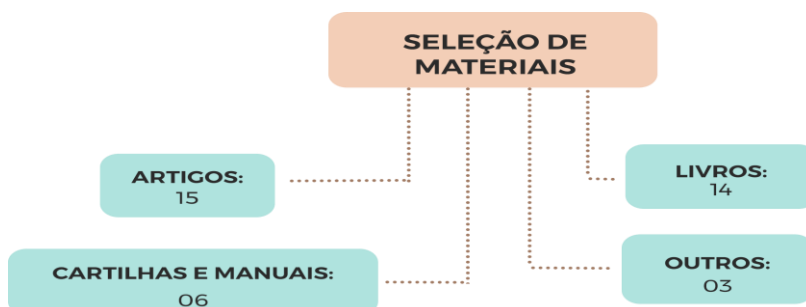 SELEÇÃO DE
MATERIAIS
ARTIGOS:
15
LIVROS:
14
CARTILHAS E MANUAIS:
06
OUTROS:
03